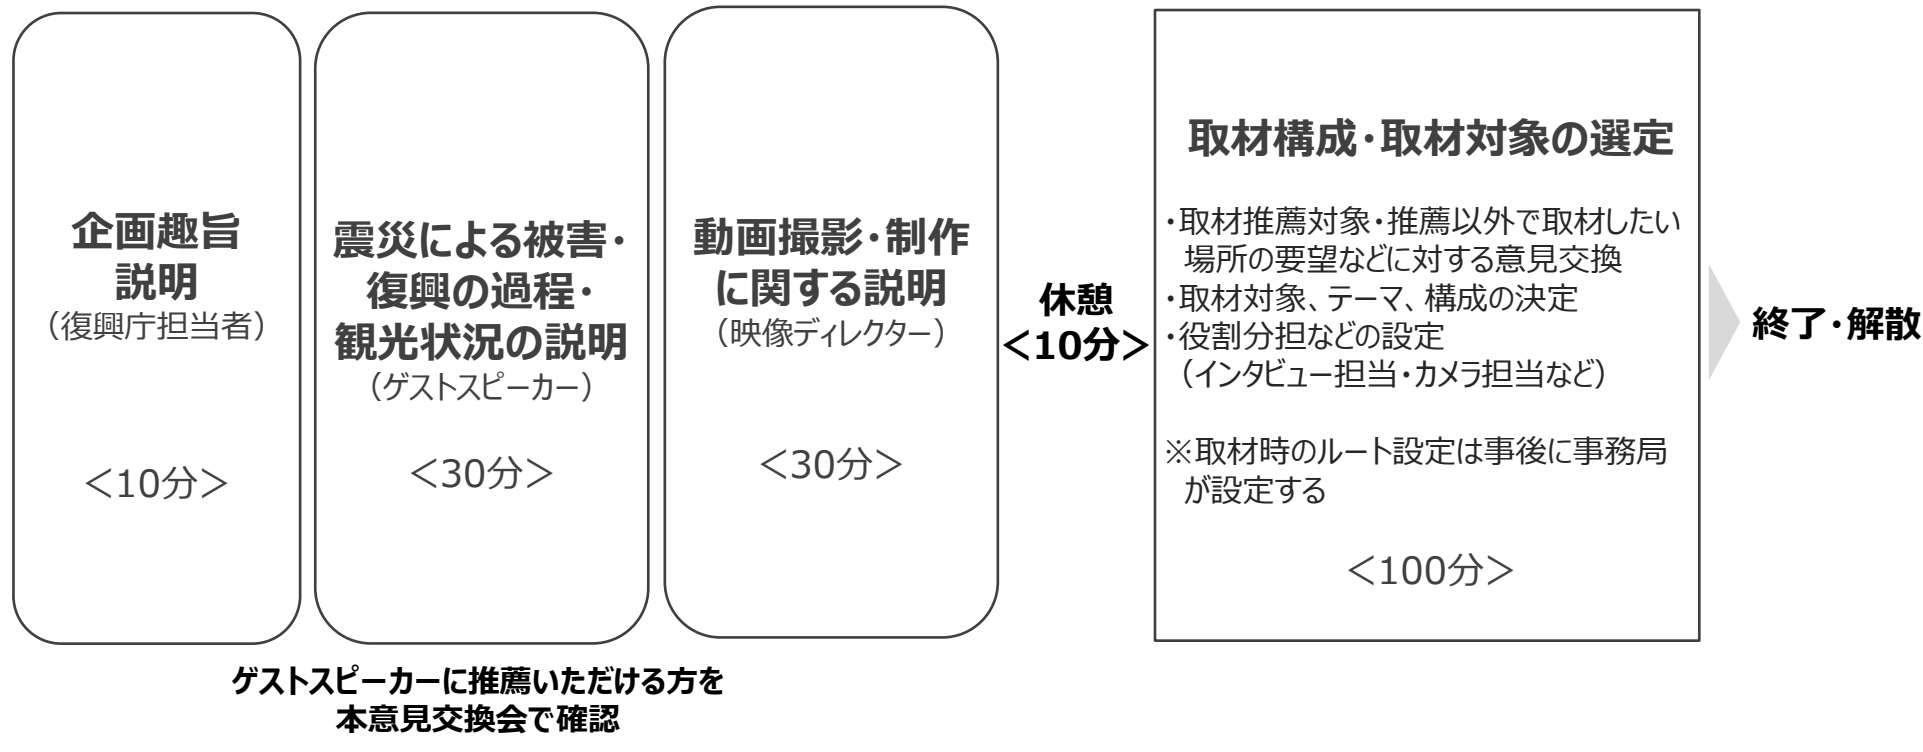 企画趣旨
説明
（復興庁担当者）
＜10分＞
震災による被害・
復興の過程・
観光状況の説明
（ゲストスピーカー）
＜30分＞
動画撮影・制作
に関する説明
（映像ディレクター）
＜30分＞
休憩
＜10分＞
取材構成・取材対象の選定
・取材推薦対象・推薦以外で取材したい
場所の要望などに対する意見交換
・取材対象、テーマ、構成の決定
・役割分担などの設定
（インタビュー担当・カメラ担当など）
※取材時のルート設定は事後に事務局
が設定する
＜100分＞
終了・解散
ゲストスピーカーに推薦いただける方を
本意見交換会で確認